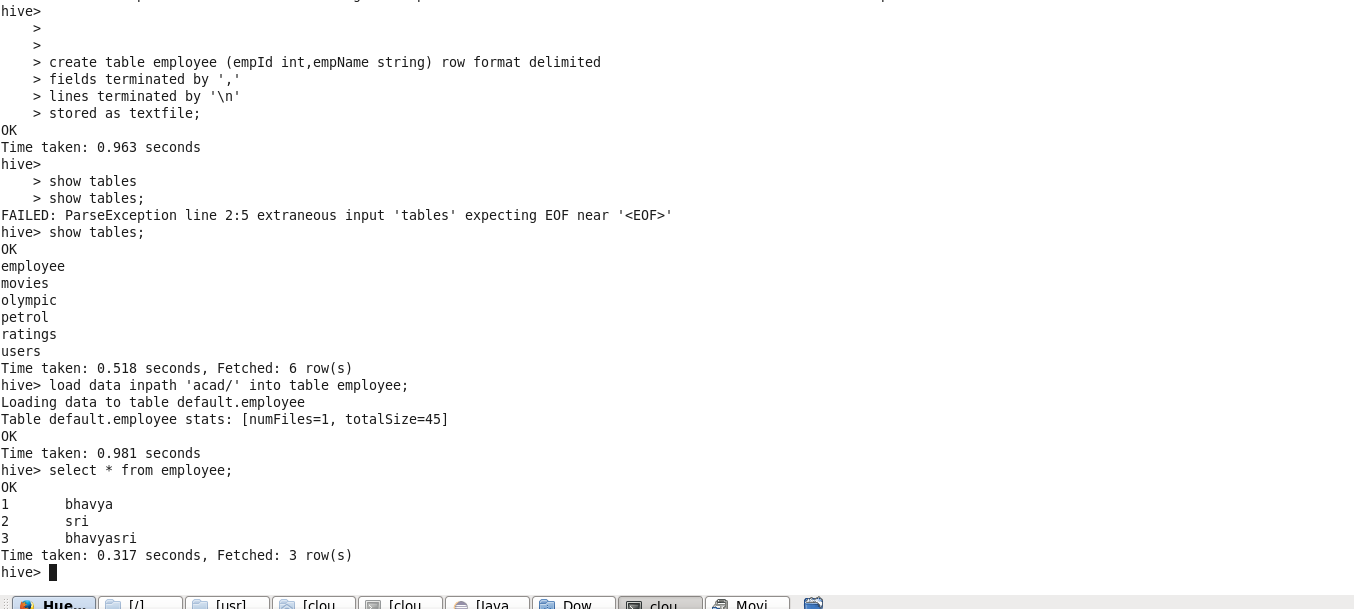 hive>
    >
    >
    > create table employee (empId int,empName string) row format delimited
    > fields terminated by ','
    > lines terminated by '\n'
    > stored as textfile;
OK
Time taken: 0.963 seconds
hive>
    > show tables
    > show tables;
FAILED: ParseException line 2:5 extraneous input 'tables' expecting EOF near '<EOF>'
hive> show tables;
OK
employee
movies
olympic
petrol
ratings
users
Time taken: 0.518 seconds, Fetched: 6 row(s)
hive> load data inpath 'acad/' into table employee;
Loading data to table default.employee
Table default.employee stats: [numFiles=1, totalSize=45]
OK
Time taken: 0.981 seconds
hive> select * from employee;
OK
1       bhavya
2       sri
3       bhavyasri
Time taken: 0.317 seconds, Fetched: 3 row(s)
hive>
Hue... [/] [usr] [clou... [clou... [Java... Dow... clou... Movi...